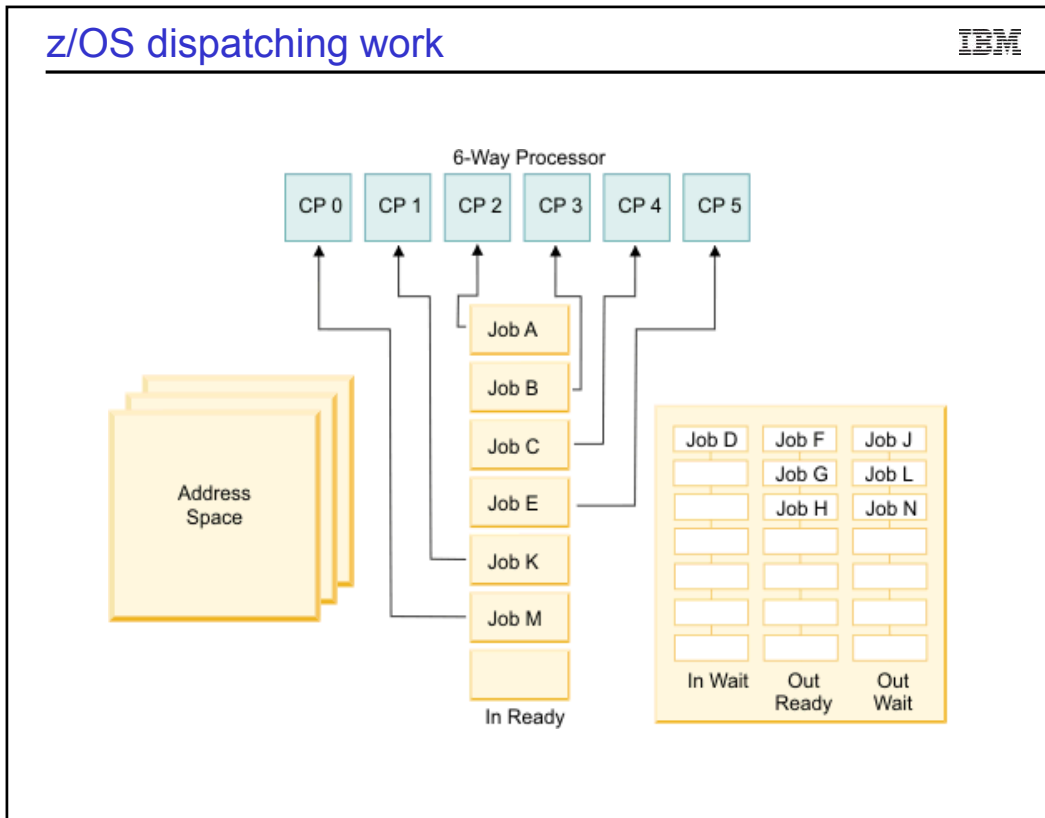 z/OS dispatching work
IBM
6-Way Processor
CP 0
CP 1
CP 2
CP 3
CP 4
CP 5
Job A
Job B
Job C
Job E
Job K
Job M
In Ready
Address
Space
Job D
Job F
Job J
Job G
Job L
Job H
Job N
In Wait
Out
Ready
Out
Wait